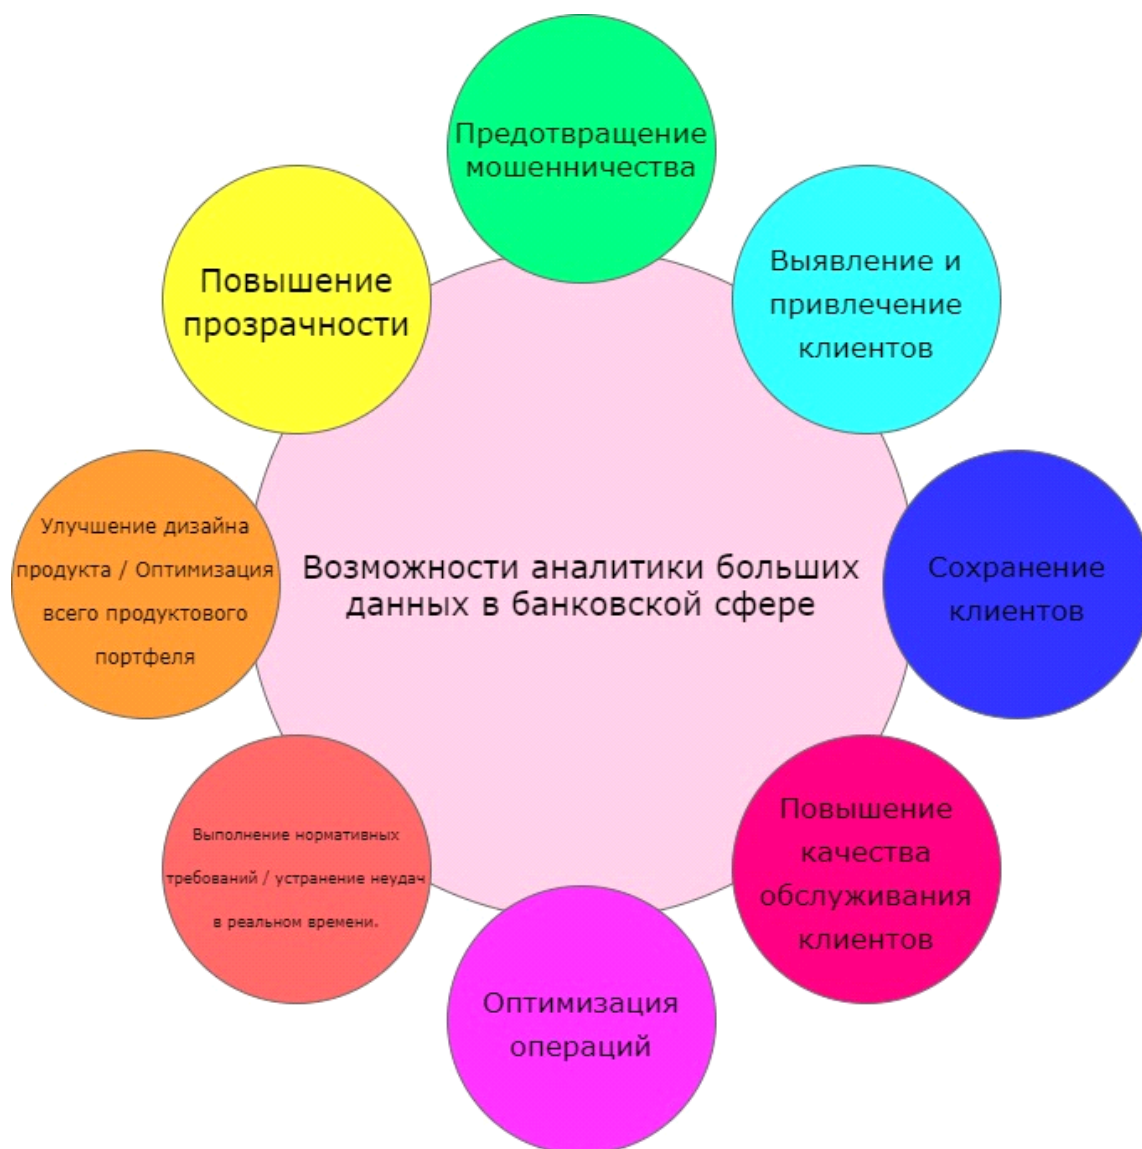 Предотвращение
мошенничества
Выявление и
привлечение
клиентов
Сохранение
клиентов
Повышение
качества
обслуживания
клиентов
Оптимизация
операций
Выполнение нормативных
требований / устранение неудач
в реальном времени.
Улучшение дизайна
продукта / Оптимизация
всего продуктового
портфеля
Повышение
прозрачности
Возможности аналитики больших
данных в банковской сфере